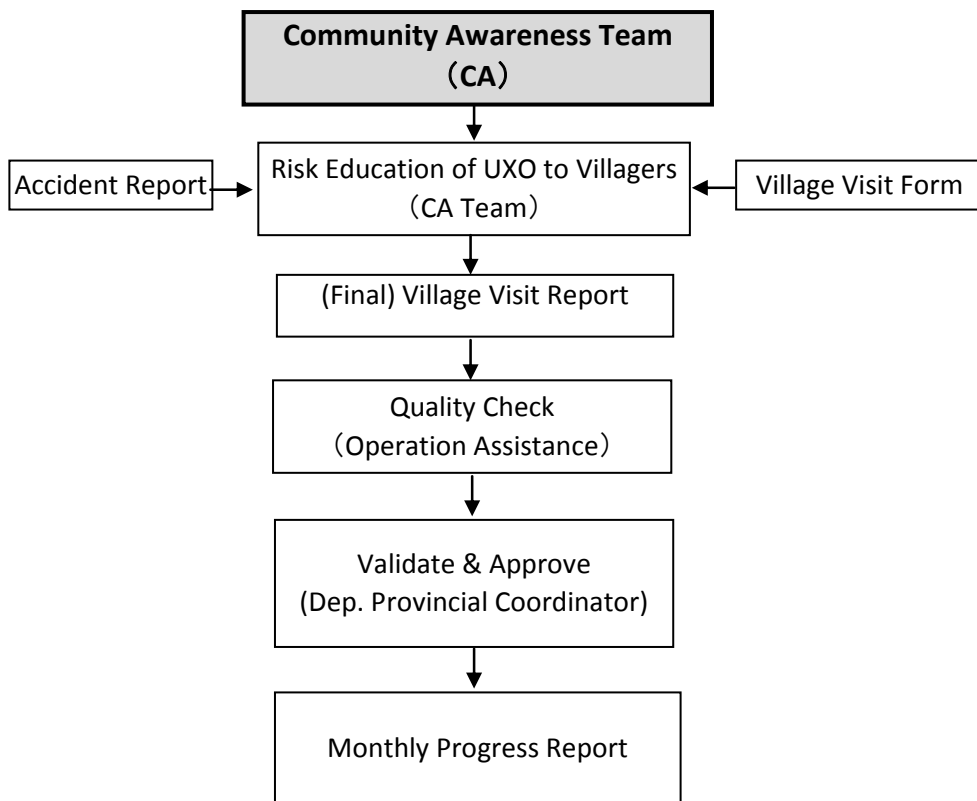 Community Awareness Team
（CA）
Risk Education of UXO to Villagers
（CA Team）
Accident Report
Village Visit Form
(Final) Village Visit Report
Quality Check
（Operation Assistance）
Validate & Approve
(Dep. Provincial Coordinator)
Monthly Progress Report